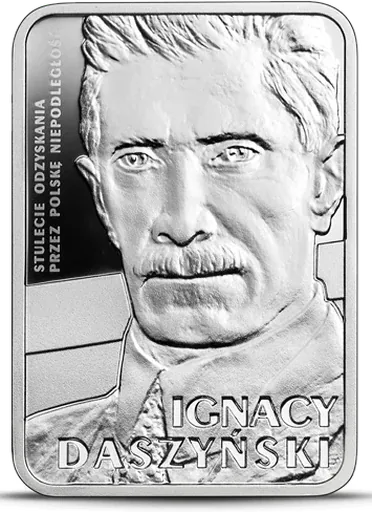 STULECIE ODZYSKANIA
PRZEZ POLSKĘ NIEPODLEGŁOŚCI
IGNACY
DASZYŃSKI